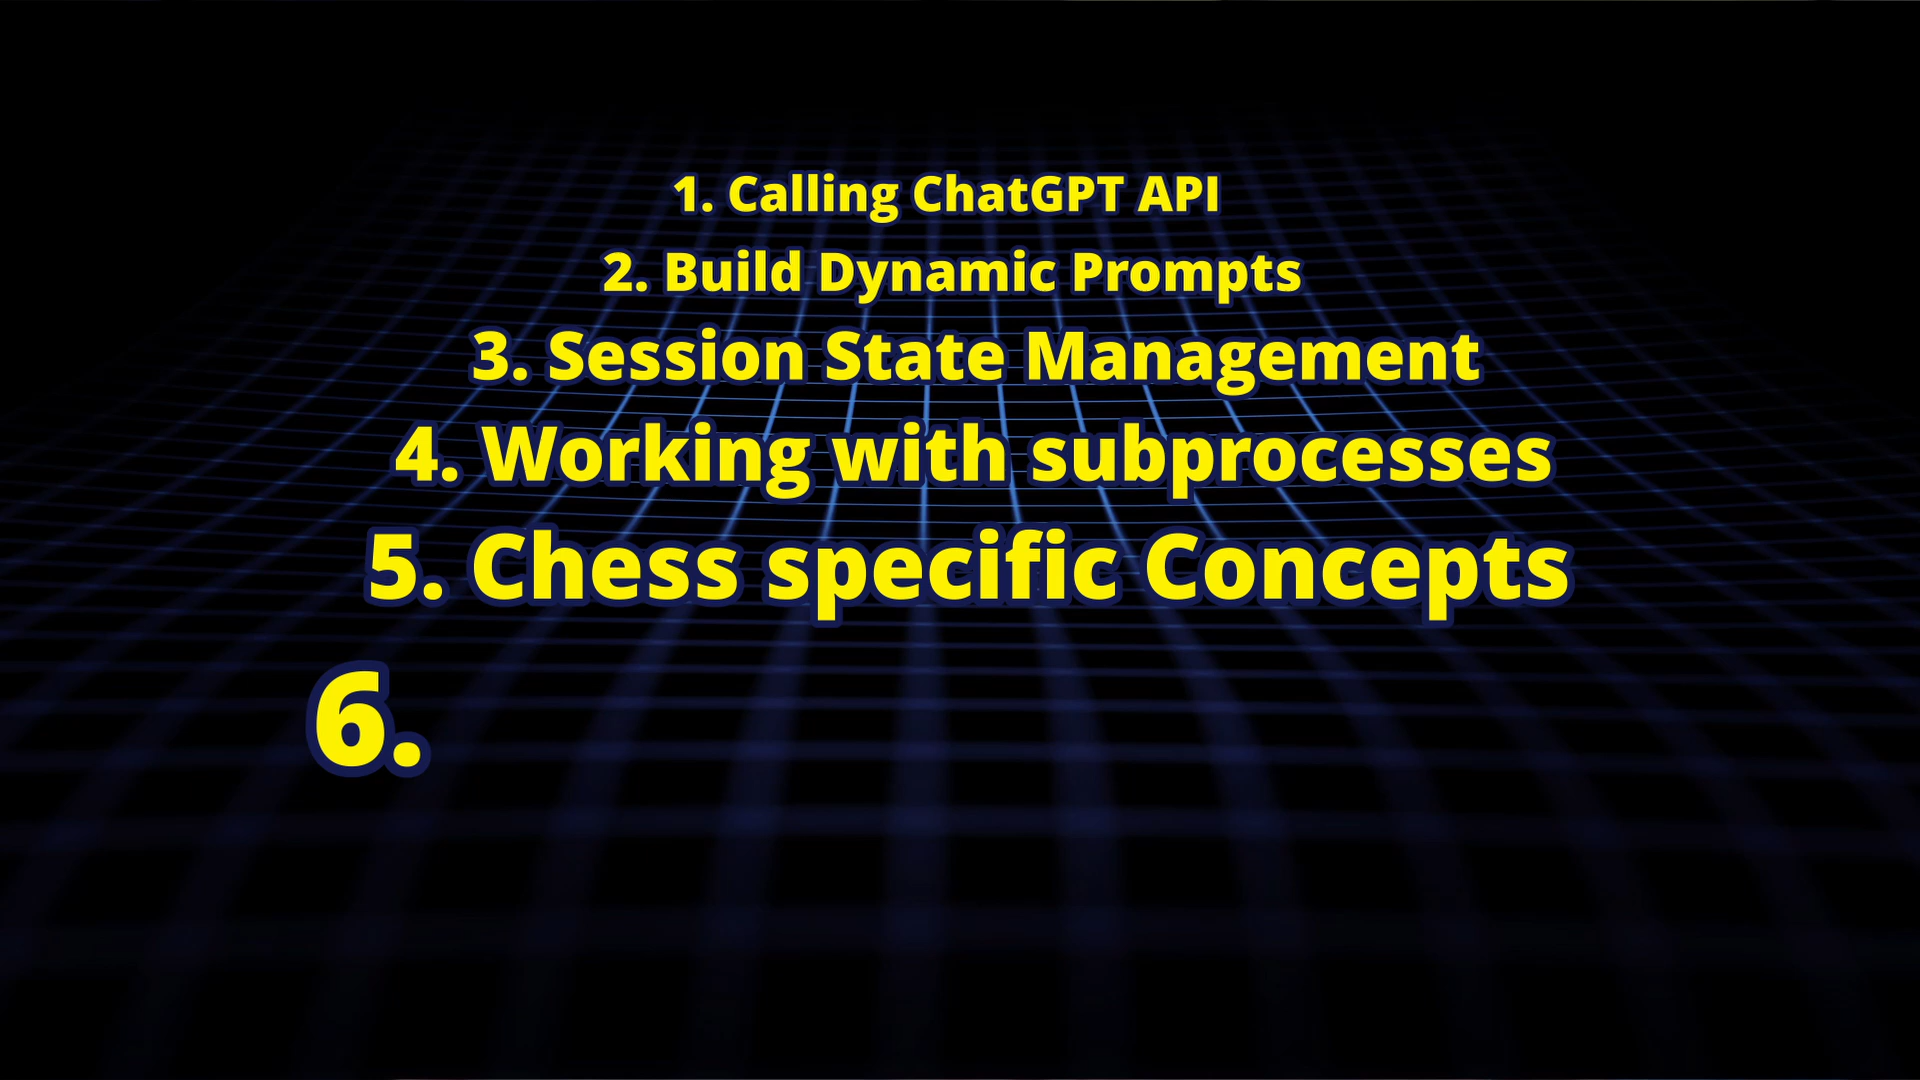 1. Calling ChatGPT API
2. Build Dynamic Prompts
3. Session State Management
4. Working with subprocesses
5. Chess specific Concepts
6.